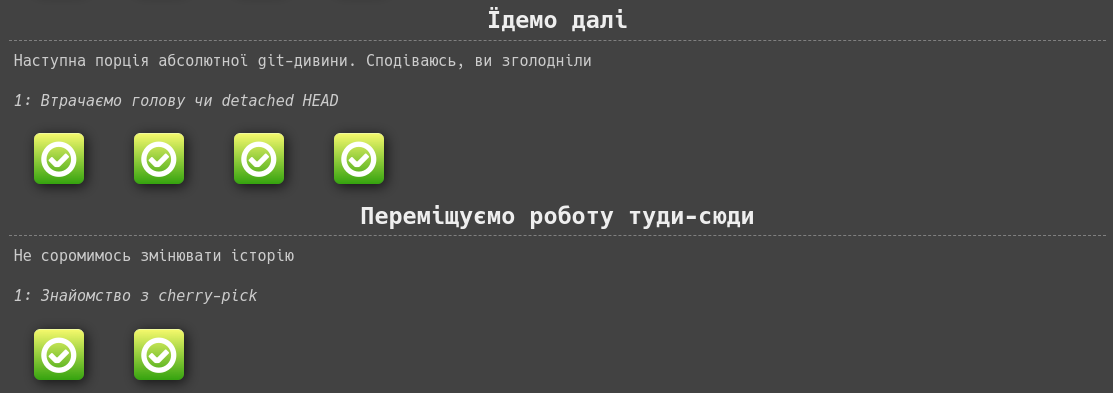 Їдемо далі
Наступна порція абсолютної git-дивини. Сподіваюсь, ви зголодніли
1: Втрачаємо голову чи detached HEAD
Переміщуємо роботу туди-сюди
Не соромимось змінювати історію
1: Знайомство з cherry-pick